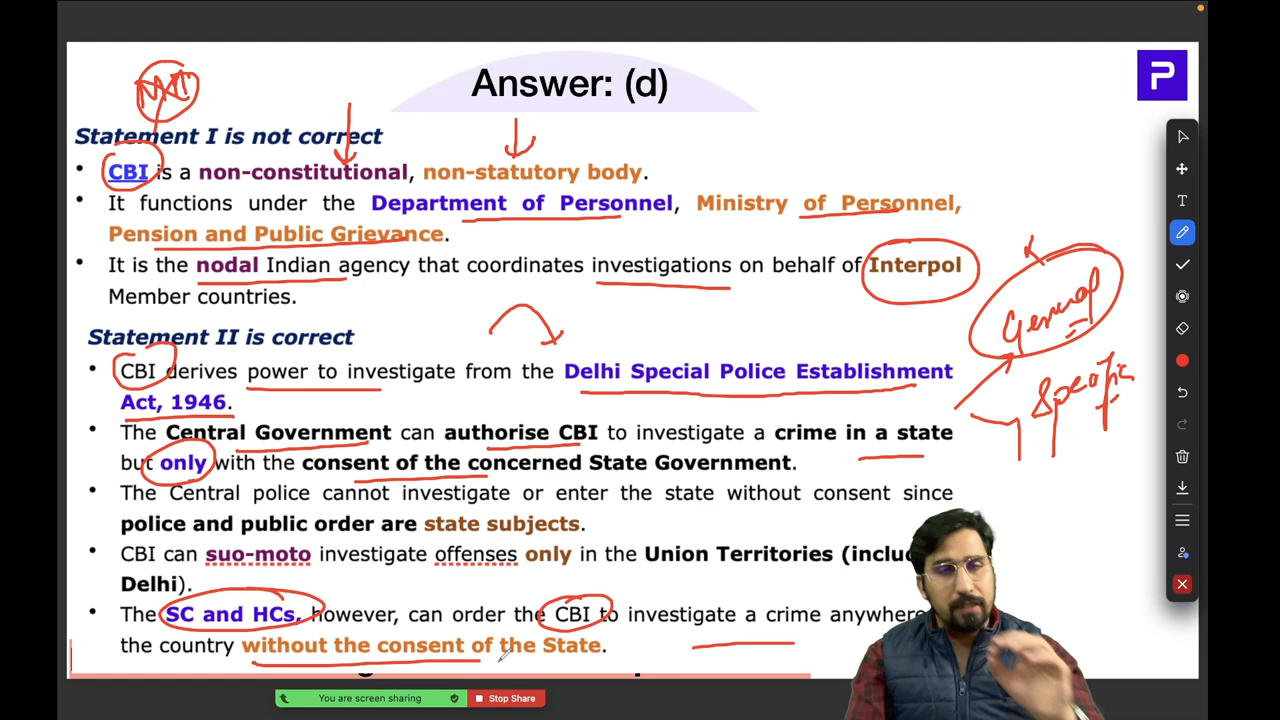 Answer: (d)
P
Statement I is not correct
• CBI is a non-constitutional, non-statutory body.
• It functions under the Department of Personnel, Ministry of Personnel,
Pension and Public Grievance.
• It is the nodal Indian agency that coordinates investigations on behalf of Interpol
Member countries.
General
Statement II is correct
Specific
• CBI derives power to investigate from the Delhi Special Police Establishment
Act, 1946.
• The Central Government can authorise CBI to investigate a crime in a state
but only with the consent of the concerned State Government.
• The Central police cannot investigate or enter the state without consent since
police and public order are state subjects.
• CBI can suo-moto investigate offenses only in the Union Territories
Delhi).
• The SC and HCs, however, can order the CBI to investigate a crime anywhere
the country without the consent of the State.
You are screen sharing
Stop Share